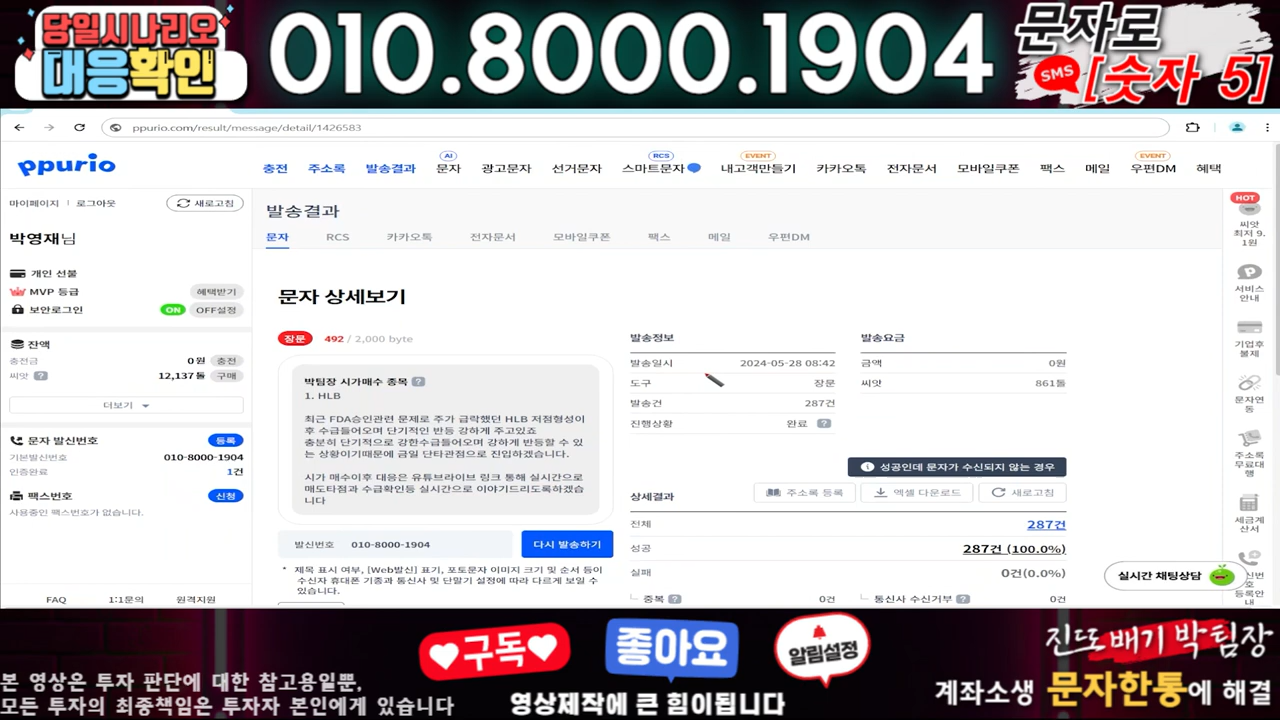 당일시나리오
대응확인
010.8000.1904
문자로
SMS [숫자 5]
ppurio.com/result/message/detail/1426583
ppurio
충전 주소록 발송결과 AI 문자 광고문자 선거문자 RCS 스마트문자 EVENT 내고객만들기 카카오톡 전자문서 모바일쿠폰 팩스 메일 EVENT 우편DM 혜택
마이페이지 로그아웃 새로고침
박영재님
개인 선불
MVP 등급 혜택받기
보안로그인 ON OFF설정
잔액
충전금 0원 충전
씨앗 ? 12,137톨 구매
더보기
문자 발신번호 등록
기본발신번호 010-8000-1904
인증완료 1건
팩스번호 신청
사용중인 팩스번호가 없습니다.
FAQ 1:1문의 원격지원
발송결과
문자 RCS 카카오톡 전자문서 모바일쿠폰 팩스 메일 우편DM
문자 상세보기
장문 492 / 2,000 byte
박팀장 시가매수 종목 ?
1. HLB
최근 FDA승인관련 문제로 주가 급락했던 HLB 저점형성이
후 수급들어오며 단기적인 반등 강하게 주고있죠
충분히 단기적으로 강한수급들어오며 강하게 반등할 수 있
는 상황이기때문에 금일 단타관점으로 진입하겠습니다.
시가 매수이후 대응은 유튜브라이브 링크 통해 실시간으로
매도타점과 수급확인등 실시간으로 이야기드리도록하겠습
니다
발신번호 010-8000-1904 다시 발송하기
* 제목 표시 여부, [Web발신] 표기, 포토문자 이미지 크기 및 순서 등이
수신자 휴대폰 기종과 통신사 및 단말기 설정에 따라 다르게 보일 수
있습니다.
발송정보
발송일시 2024-05-28 08:42
도구 장문
발송건 287건
진행상황 완료 ?
발송요금
금액 0원
씨앗 861톨
성공인데 문자가 수신되지 않는 경우
상세결과 주소록 등록 엑셀 다운로드 새로고침
전체 287건
성공 287건 (100.0%)
실패 0건(0.0%)
중복 ? 0건 통신사 수신거부 ? 0건
HOT
씨앗
최저 9.
1원
서비스
안내
기업후
불제
문자연
동
주소록
무료대
행
세금계
산서
실시간 채팅상담
신번
호
등록안
내
구독 좋아요 알림설정
영상제작에 큰 힘이됩니다
본 영상은 투자 판단에 대한 참고용일뿐,
모든 투자의 최종책임은 투자자 본인에게 있습니다
진또배기 박팀장
계좌소생 문자한통에 해결